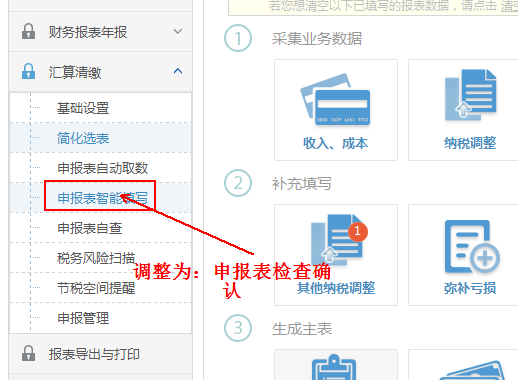 若您想清空以下已填写的报表数据，请点击 清空
财务报表年报
汇算清缴
基础设置
简化选表
申报表自动取数
申报表智能填写
申报表自查
税务风险扫描
节税空间提醒
申报管理
报表导出与打印
1 采集业务数据
收入、成本
纳税调整
2 补充填写
1
其他纳税调整
弥补亏损
3 生成主表
调整为：申报表检查确
认